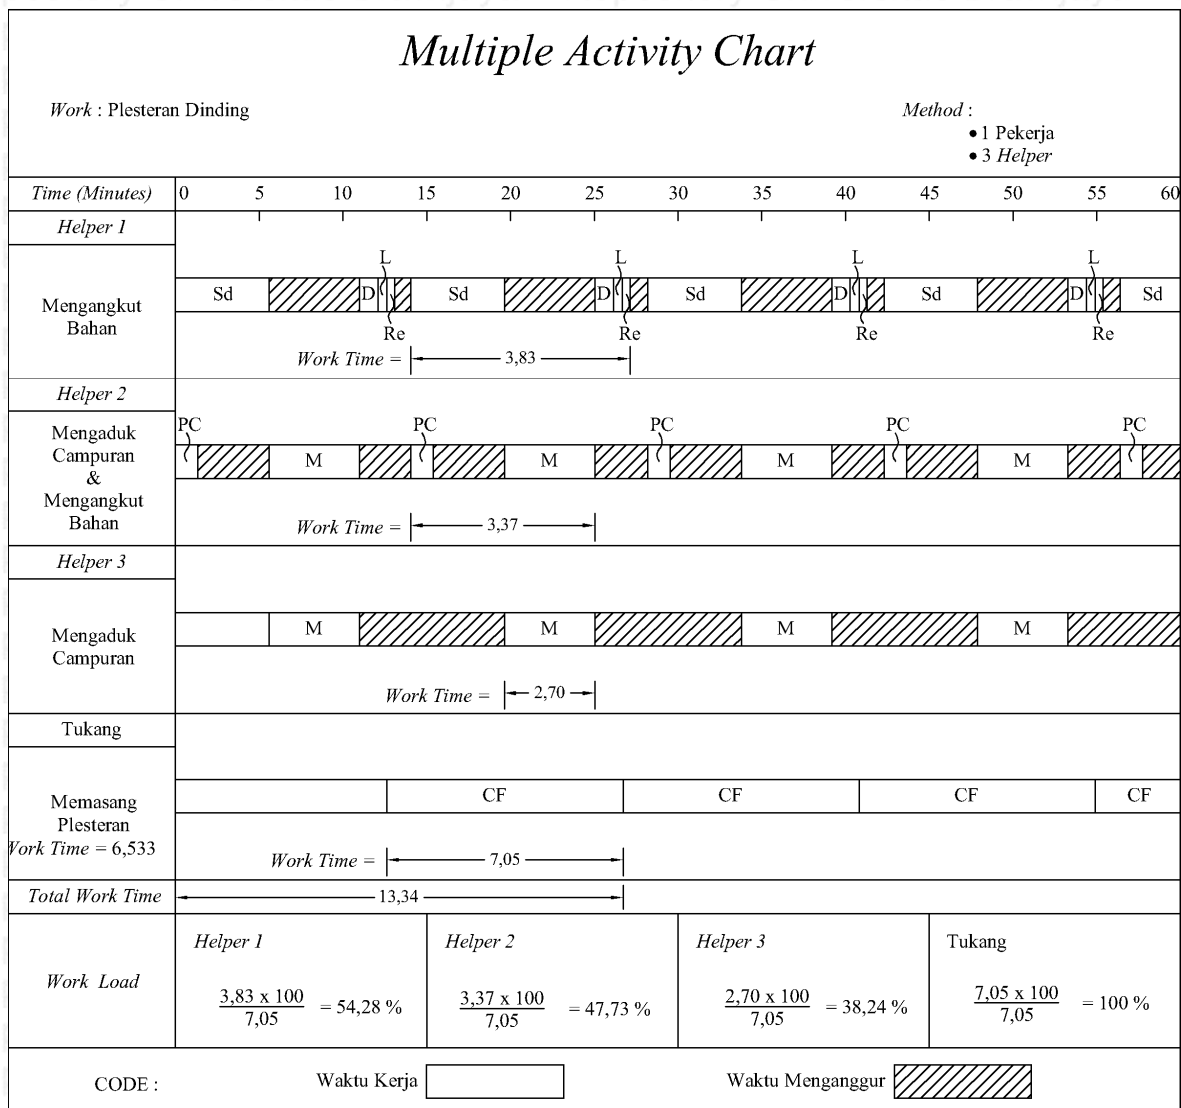 Multiple Activity Chart
Work : Plesteran Dinding
Method :
• 1 Pekerja
• 3 Helper
Time (Minutes) 0 5 10 15 20 25 30 35 40 45 50 55 60
Helper 1
Mengangkut
Bahan
L L L L
Sd D Sd D Sd D Sd D Sd
Re Re Re Re
Work Time = 3,83
Helper 2
Mengaduk
Campuran
&
Mengangkut
Bahan
PC PC PC PC PC
M M M M
Work Time = 3,37
Helper 3
Mengaduk
Campuran
M M M M
Work Time = 2,70
Tukang
Memasang
Plesteran
Work Time = 6,533
CF CF CF CF
Work Time = 7,05
Total Work Time 13,34
Work Load
Helper 1
3,83 x 100
7,05
= 54,28 %
Helper 2
3,37 x 100
7,05
= 47,73 %
Helper 3
2,70 x 100
7,05
= 38,24 %
Tukang
7,05 x 100
7,05
= 100 %
CODE : Waktu Kerja Waktu Menganggur